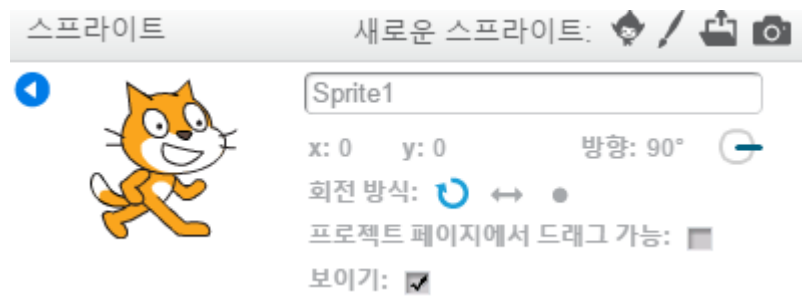 스프라이트 새로운 스프라이트:
Sprite1
x: 0 y: 0 방향: 90°
회전 방식:
프로젝트 페이지에서 드래그 가능:
보이기: